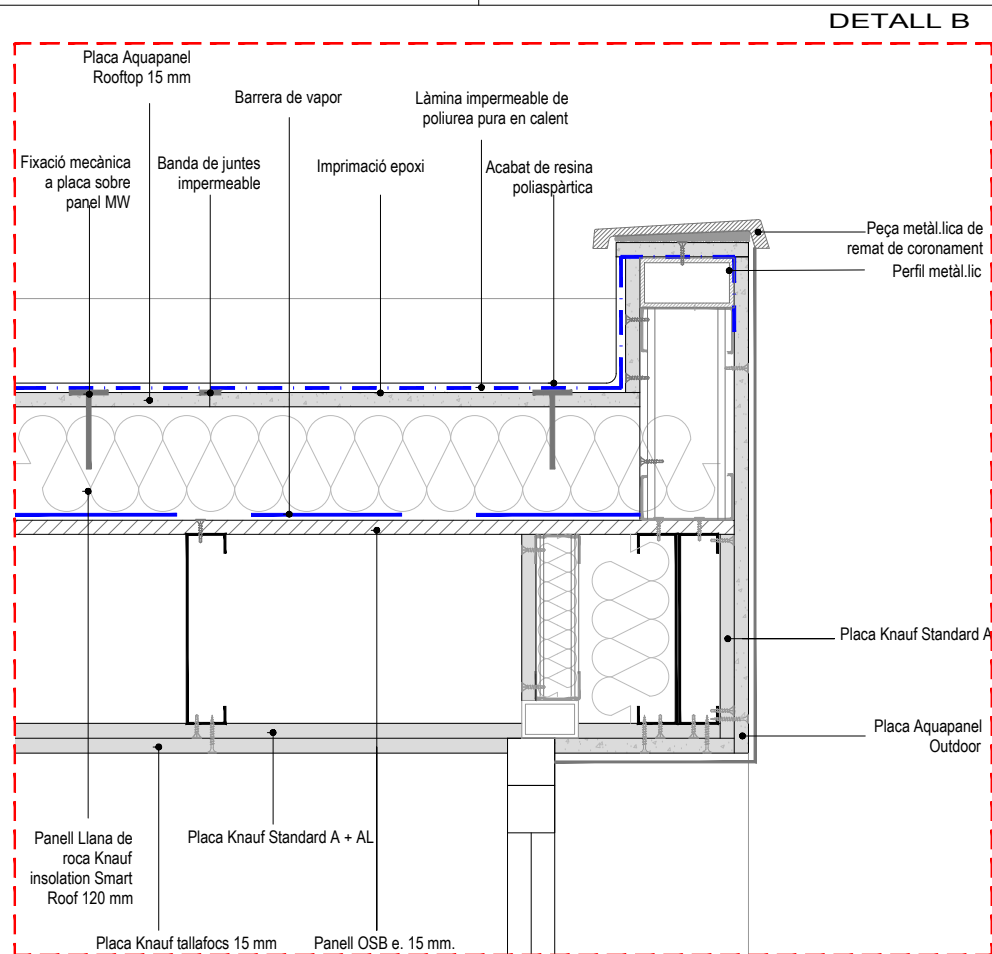 DETALL B
Placa Aquapanel
Rooftop 15 mm
Barrera de vapor
Làmina impermeable de
poliurea pura en calent
Fixació mecànica
a placa sobre
panel MW
Banda de juntes
impermeable
Imprimació epoxi
Acabat de resina
poliaspàrtica
Peça metàl.lica de
remat de coronament
Perfil metàl.lic
Placa Knauf Standard A
Placa Aquapanel
Outdoor
Panell Llana de
roca Knauf
insolation Smart
Roof 120 mm
Placa Knauf Standard A + AL
Placa Knauf tallafocs 15 mm
Panell OSB e. 15 mm.